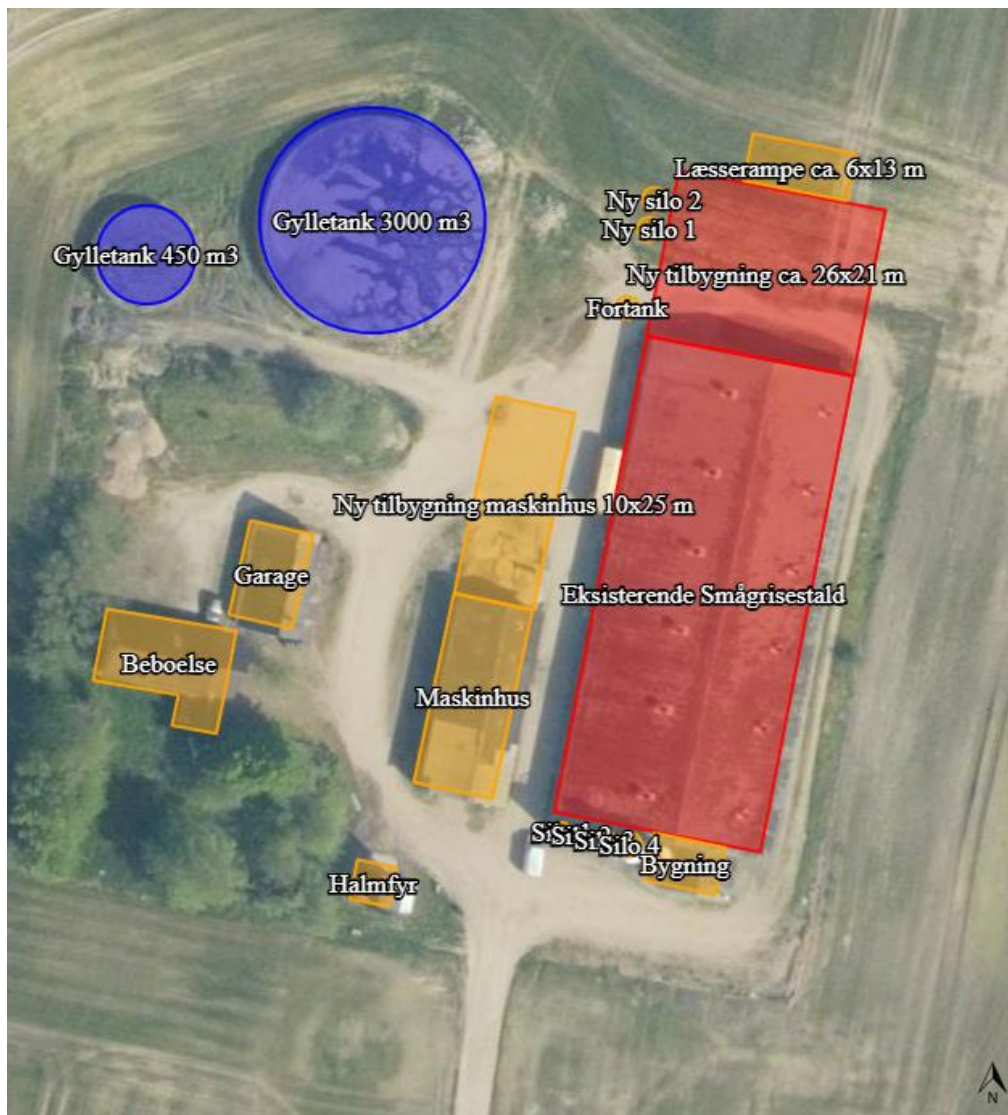 Læsserampe ca. 6x13 m
Ny silo 2
Gylletank 3000 m3
Ny silo 1
Gylletank 450 m3
Ny tilbygning ca. 26x21 m
Fortank
Ny tilbygning maskinhus 10x25 m
Garage
Eksisterende Smågrisestald
Beboelse
Maskinhus
Silo 4
Bygning
Halmfyr
N